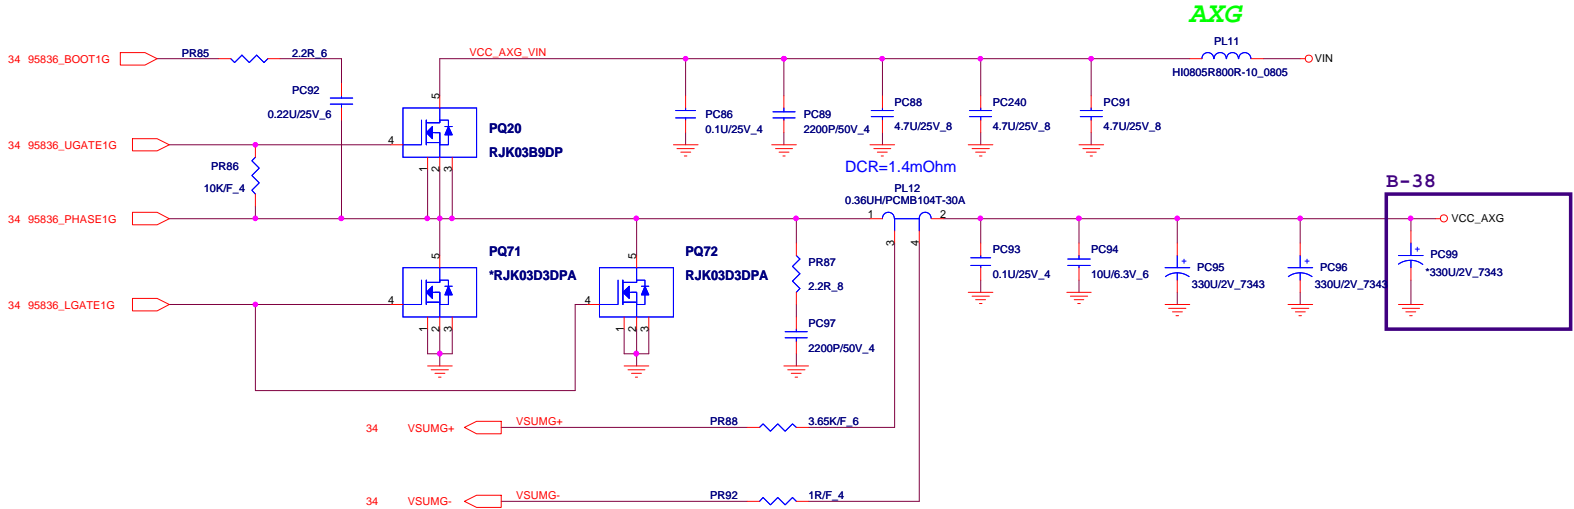 AXG
PL11
HI0805R800R-10_0805
VIN
34 95836_BOOT1G
PR85
2.2R_6
VCC_AXG_VIN
PC92
0.22U/25V_6
5
PQ20
RJK03B9DP
4
1
2
3
PC86
0.1U/25V_4
PC89
2200P/50V_4
PC88
4.7U/25V_8
PC240
4.7U/25V_8
PC91
4.7U/25V_8
34 95836_UGATE1G
PR86
10K/F_4
DCR=1.4mOhm
PL12
0.36UH/PCMB104T-30A
1
2
3
4
B-38
VCC_AXG
PC99
*330U/2V_7343
34 95836_PHASE1G
5
PQ71
*RJK03D3DPA
4
1
2
3
5
PQ72
RJK03D3DPA
4
1
2
3
PR87
2.2R_8
PC97
2200P/50V_4
PC93
0.1U/25V_4
PC94
10U/6.3V_6
+
PC95
330U/2V_7343
+
PC96
330U/2V_7343
+
34 95836_LGATE1G
34 VSUMG+
VSUMG+
PR88
3.65K/F_6
34 VSUMG-
VSUMG-
PR92
1R/F_4